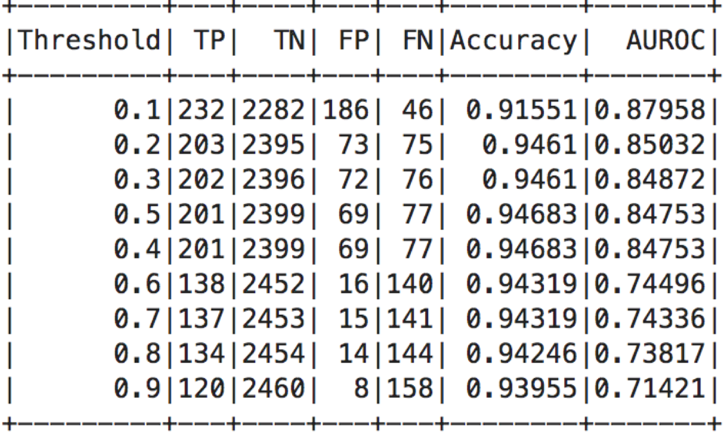 +---------+---+----+---+---+--------+-------+
|Threshold| TP|  TN| FP| FN|Accuracy|  AUROC|
+---------+---+----+---+---+--------+-------+
|      0.1|232|2282|186| 46| 0.91551|0.87958|
|      0.2|203|2395| 73| 75|  0.9461|0.85032|
|      0.3|202|2396| 72| 76|  0.9461|0.84872|
|      0.5|201|2399| 69| 77| 0.94683|0.84753|
|      0.4|201|2399| 69| 77| 0.94683|0.84753|
|      0.6|138|2452| 16|140| 0.94319|0.74496|
|      0.7|137|2453| 15|141| 0.94319|0.74336|
|      0.8|134|2454| 14|144| 0.94246|0.73817|
|      0.9|120|2460|  8|158| 0.93955|0.71421|
+---------+---+----+---+---+--------+-------+